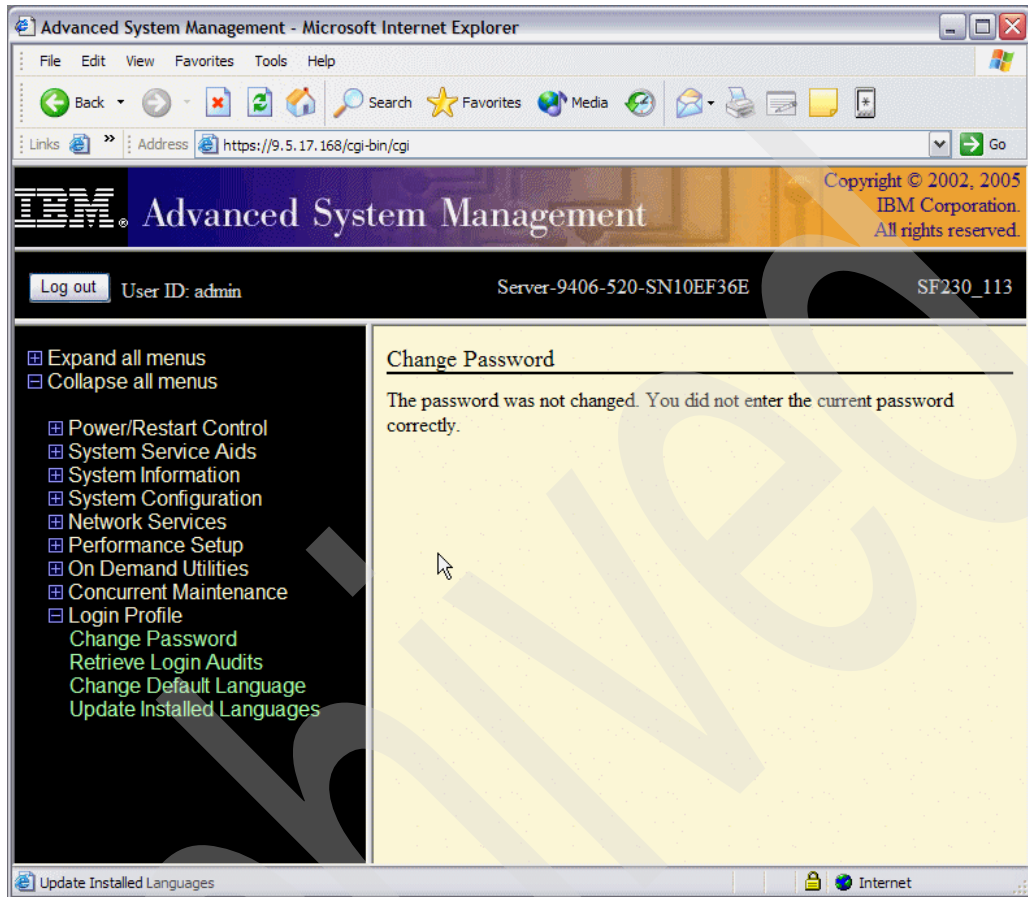 Advanced System Management - Microsoft Internet Explorer
File Edit View Favorites Tools Help
Back Search Favorites Media
Links » Address https://9.5.17.168/cgi-bin/cgi Go
IBM® Advanced System Management
Copyright © 2002, 2005
IBM Corporation.
All rights reserved.
Log out User ID: admin Server-9406-520-SN10EF36E SF230_113
Expand all menus
Collapse all menus
Power/Restart Control
System Service Aids
System Information
System Configuration
Network Services
Performance Setup
On Demand Utilities
Concurrent Maintenance
Login Profile
Change Password
Retrieve Login Audits
Change Default Language
Update Installed Languages
Change Password
The password was not changed. You did not enter the current password
correctly.
Update Installed Languages Internet